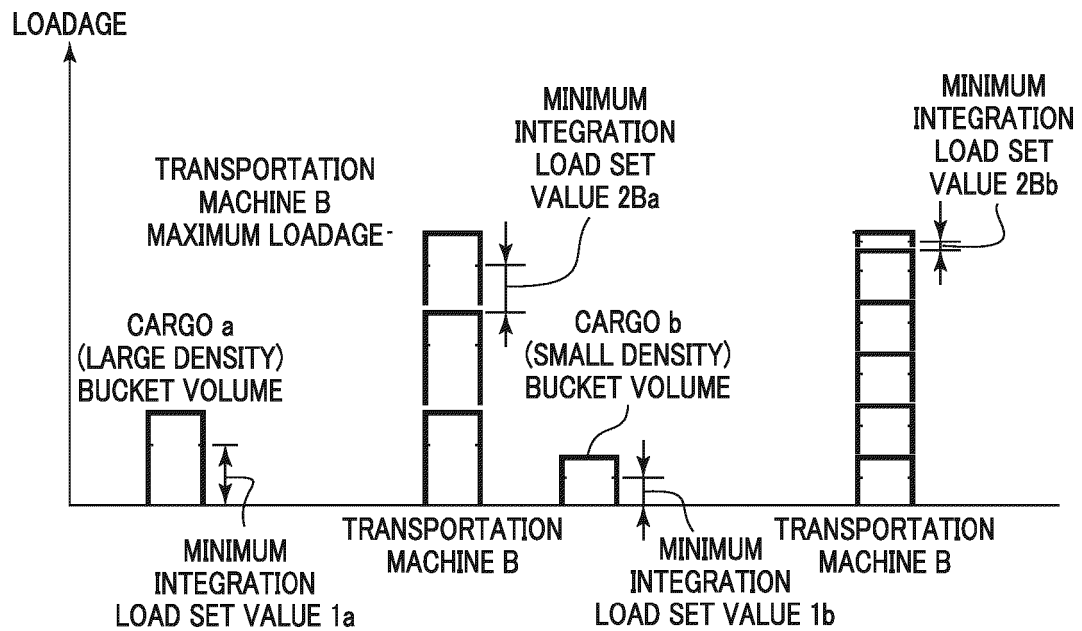 LOADAGE
TRANSPORTATION
MACHINE B
MAXIMUM LOADAGE
MINIMUM
INTEGRATION
LOAD SET
VALUE 2Ba
MINIMUM
INTEGRATION
LOAD SET
VALUE 2Bb
CARGO a
(LARGE DENSITY)
BUCKET VOLUME
CARGO b
(SMALL DENSITY)
BUCKET VOLUME
MINIMUM
INTEGRATION
LOAD SET VALUE 1a
TRANSPORTATION
MACHINE B
MINIMUM
INTEGRATION
LOAD SET VALUE 1b
TRANSPORTATION
MACHINE B